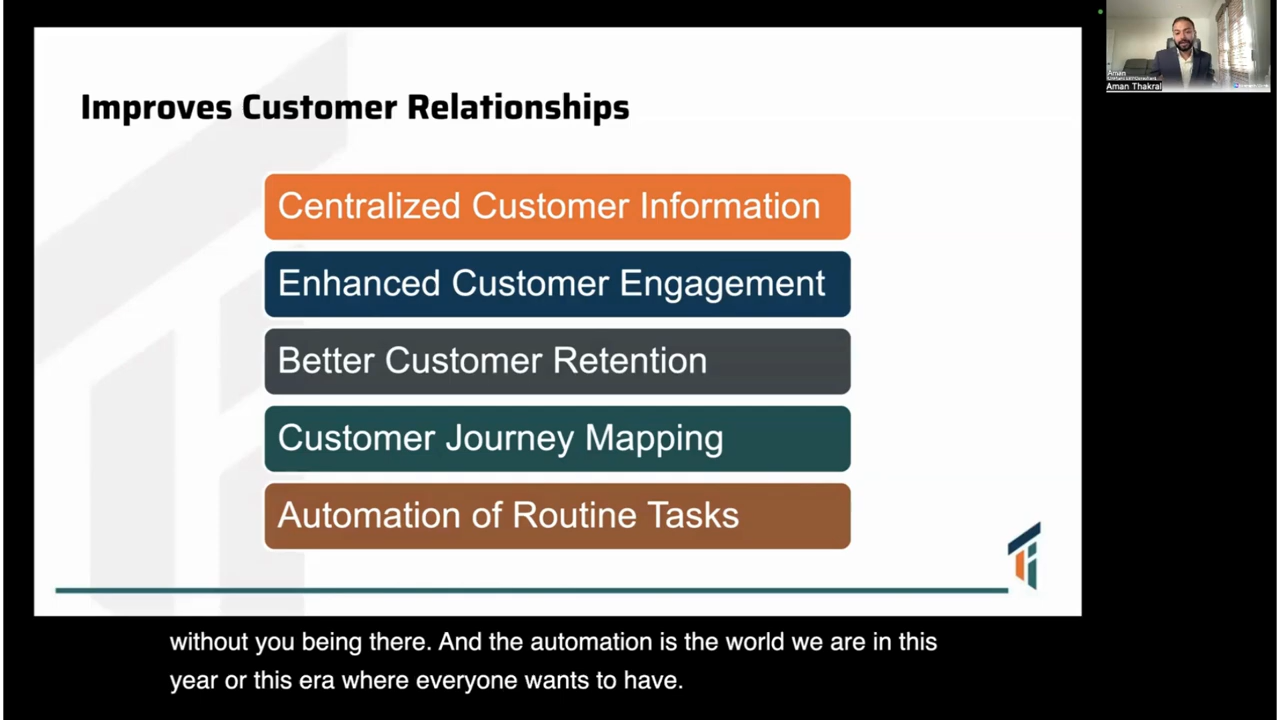 Improves Customer Relationships
Centralized Customer Information
Enhanced Customer Engagement
Better Customer Retention
Customer Journey Mapping
Automation of Routine Tasks
Aman
Aman Thakral
without you being there. And the automation is the world we are in this
year or this era where everyone wants to have.